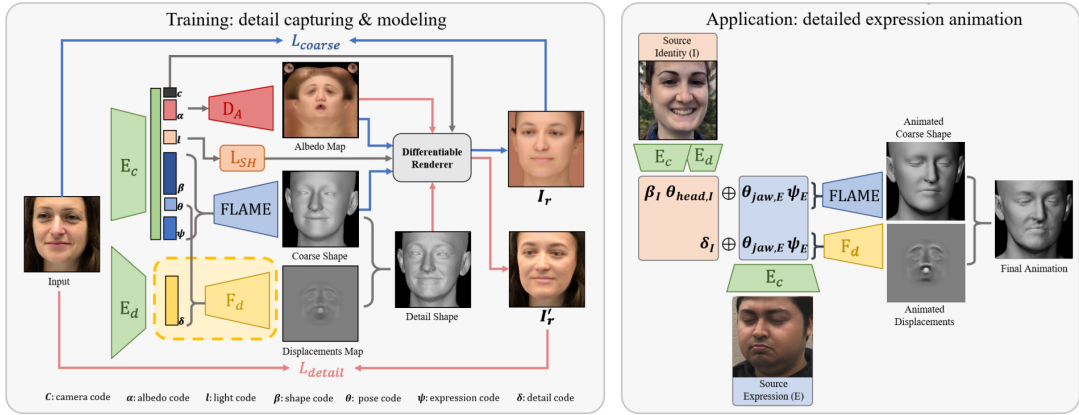 Training: detail capturing & modeling
L_coarse
c
α
D_A
Albedo Map
l
L_SH
Differentiable
Renderer
I_r
E_c
β
θ
ψ
FLAME
Coarse Shape
Input
E_d
δ
F_d
Displacements Map
Detail Shape
I'_r
L_detail
C: camera code
α: albedo code
l: light code
β: shape code
θ: pose code
ψ: expression code
δ: detail code
Application: detailed expression animation
Source
Identity (I)
E_c
E_d
β_I θ_head,I ⊕ θ_jaw,E ψ_E
FLAME
Animated
Coarse Shape
δ_I ⊕ θ_jaw,E ψ_E
F_d
Final Animation
E_c
Animated
Displacements
Source
Expression (E)